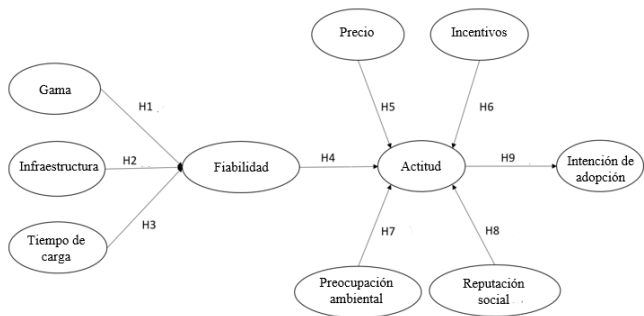 Precio
Incentivos
Gama
H1
H5
H6
Infraestructura
H2
Fiabilidad
H4
Actitud
H9
Intención de
adopción
H3
Tiempo de
carga
H7
H8
Preocupación
ambiental
Reputación
social